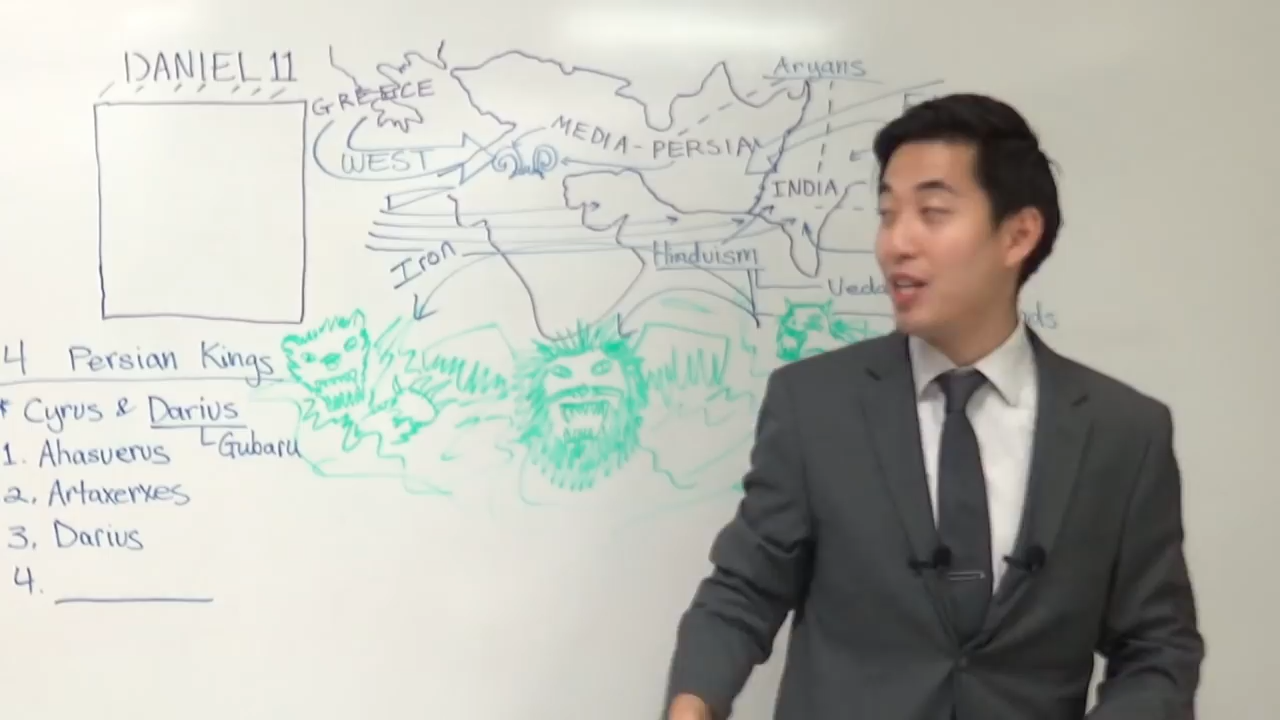 DANIEL 11
GREECE
Aryans
WEST
MEDIA-PERSIA
INDIA
Iron
Hinduism
4 Persian Kings
* Cyrus & Darius
Gubaru
1. Ahasuerus
2. Artaxerxes
3. Darius
4.